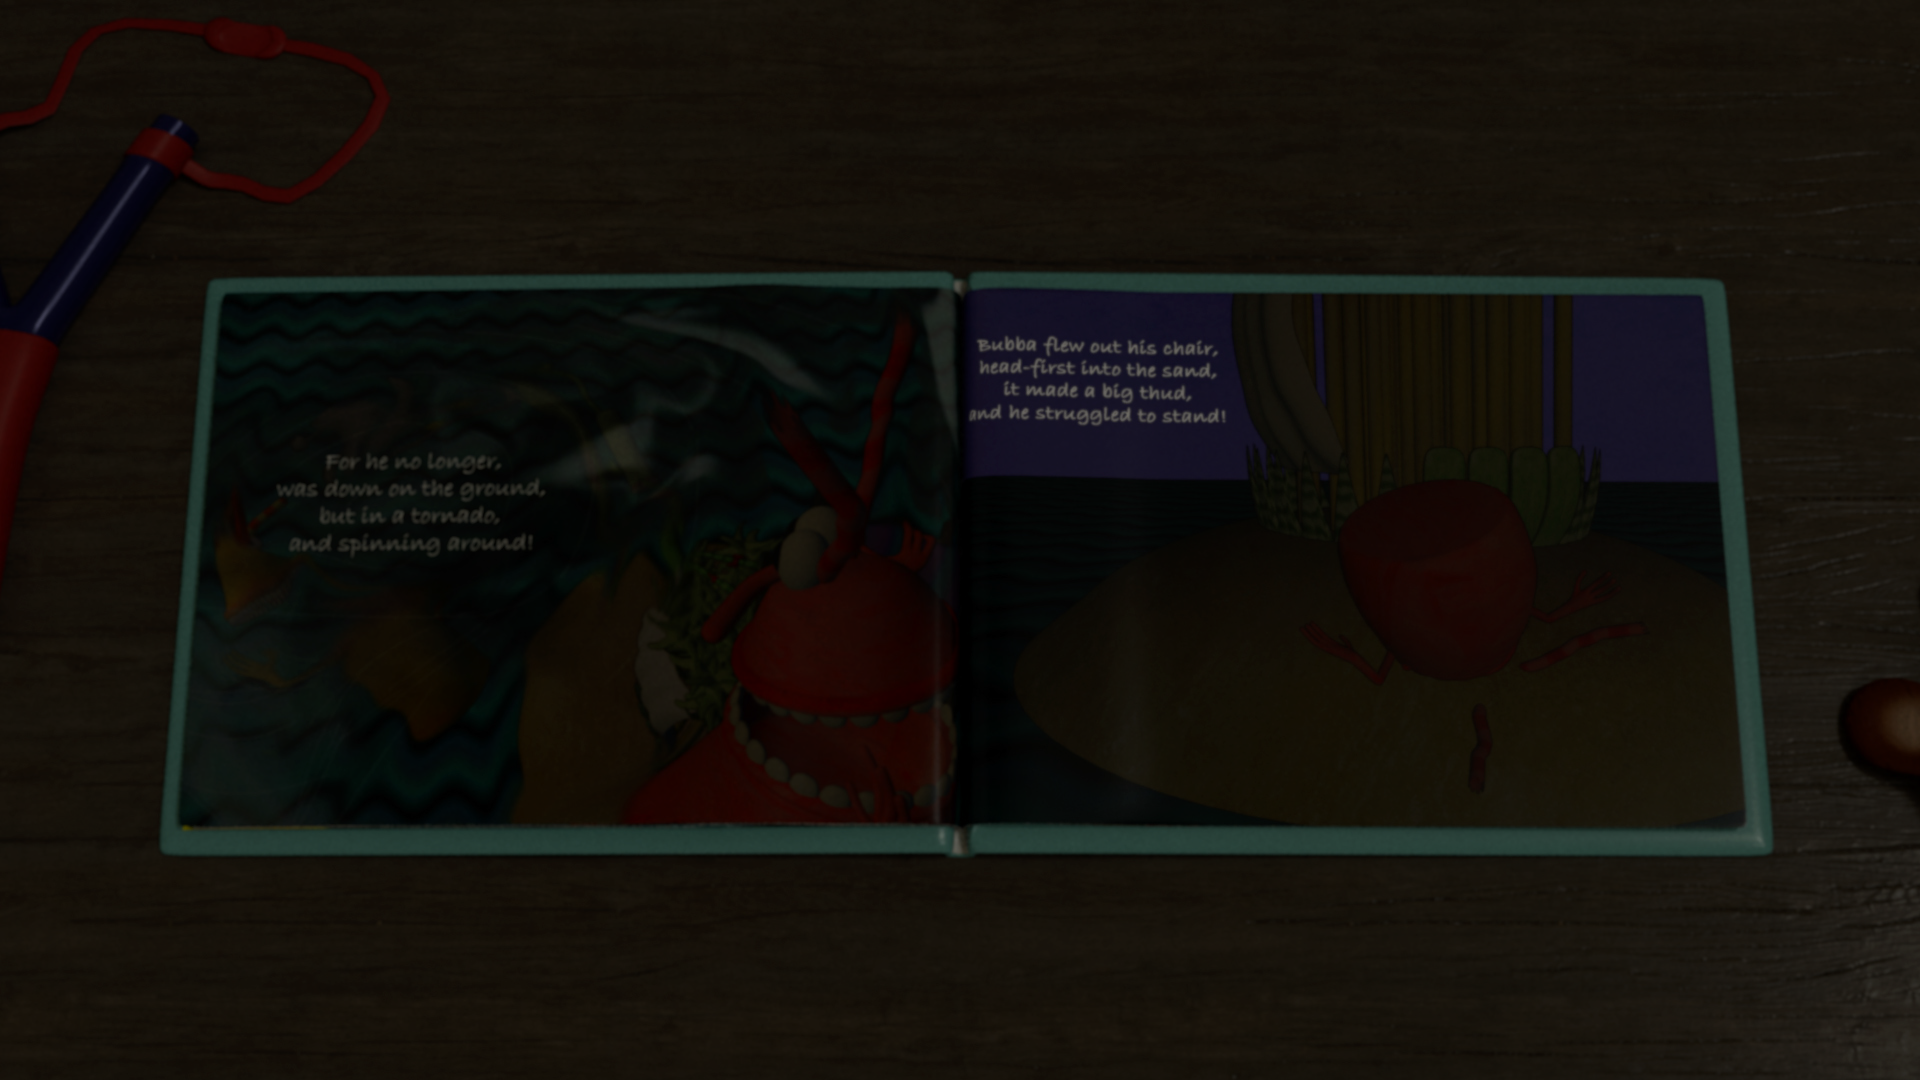 For he no longer,
was down on the ground,
but in a tornado,
and spinning around!
Bubba flew out his chair,
head-first into the sand,
it made a big thud,
and he struggled to stand!